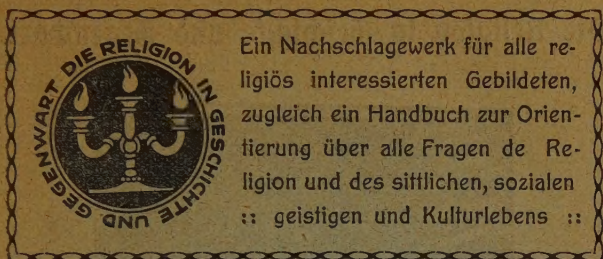 DIE RELIGION IN GESCHICHTE UND GEGENWART
Ein Nachschlagewerk für alle re-
ligiös interessierten Gebildeten,
zugleich ein Handbuch zur Orien-
tierung über alle Fragen de Re-
ligion und des sittlichen, sozialen
:: geistigen und Kulturlebens ::